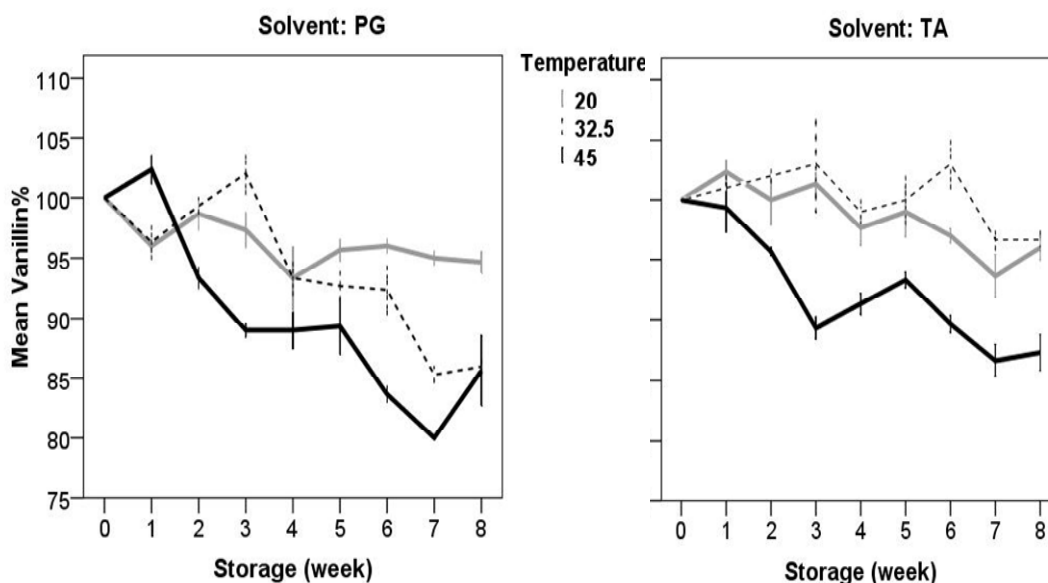 Solvent: PG
Mean Vanillin%
110
105
100
95
90
85
80
75
0 1 2 3 4 5 6 7 8
Storage (week)
Temperature
20
32.5
45
Solvent: TA
0 1 2 3 4 5 6 7 8
Storage (week)